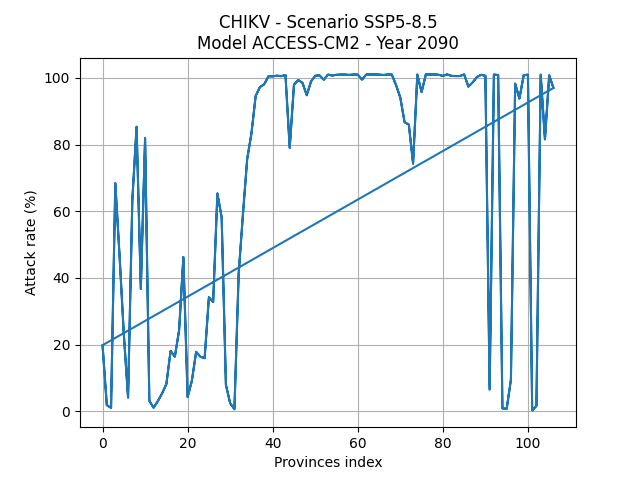 CHIKV - Scenario SSP5-8.5
Model ACCESS-CM2 - Year 2090
Attack rate (%)
100
80
60
40
20
0
0 20 40 60 80 100
Provinces index